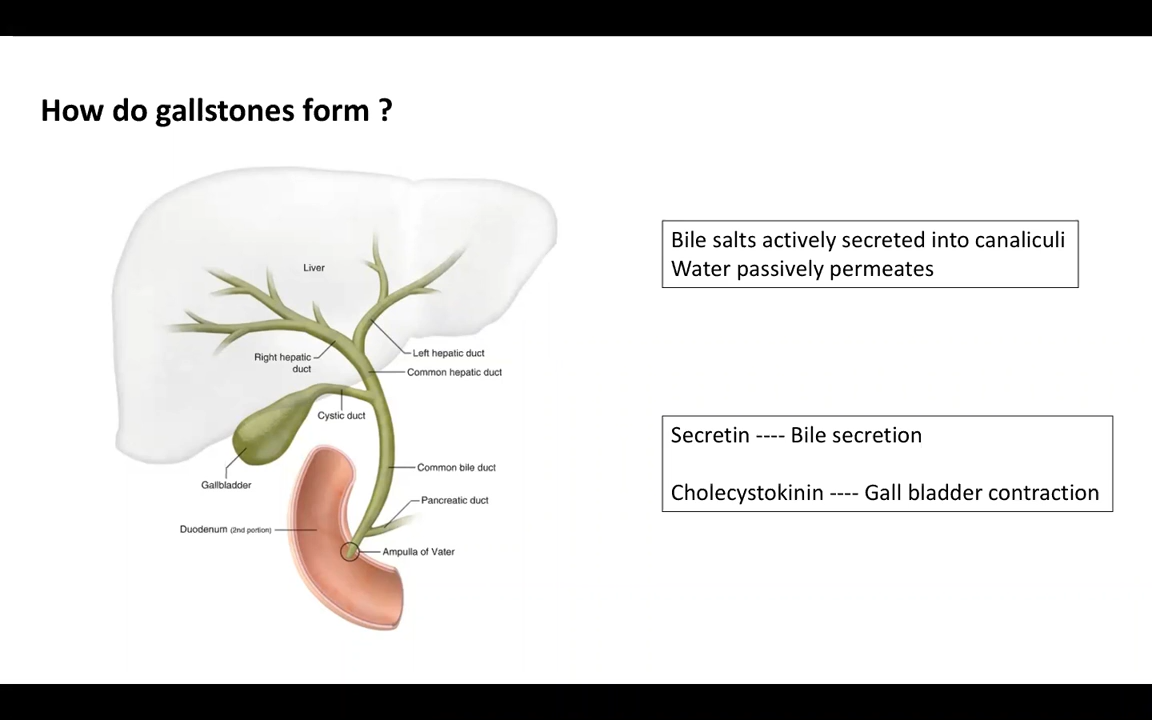 How do gallstones form ?
Bile salts actively secreted into canaliculi
Water passively permeates
Liver
Left hepatic duct
Right hepatic
duct
Common hepatic duct
Cystic duct
Secretin ---- Bile secretion
Common bile duct
Gallbladder
Cholecystokinin ---- Gall bladder contraction
Pancreatic duct
Duodenum (2nd portion)
Ampulla of Vater